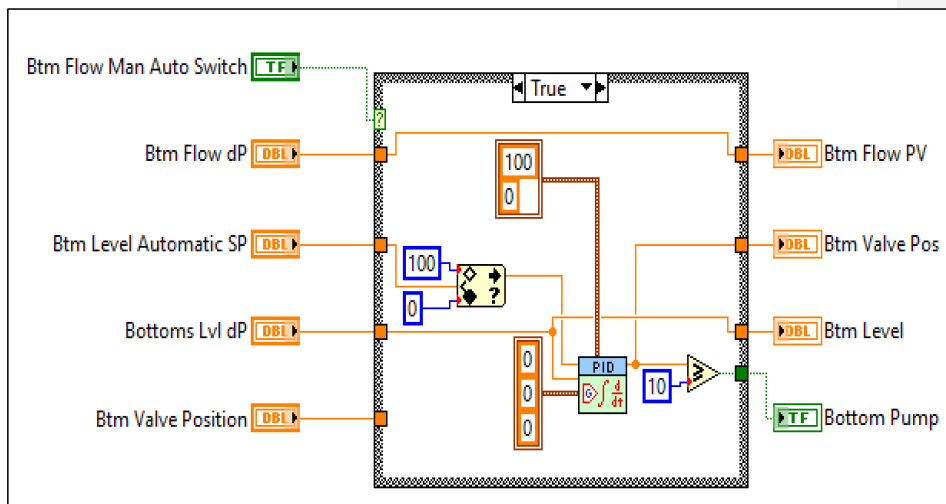 Btm Flow Man Auto Switch
TF
True
?
Btm Flow dP
DBL
DBL
Btm Flow PV
100
0
Btm Level Automatic SP
DBL
DBL
Btm Valve Pos
100
?
0
Bottoms Lvl dP
DBL
DBL
Btm Level
0
0
0
PID
G ∫ d/dt
10
≥
Btm Valve Position
DBL
TF
Bottom Pump